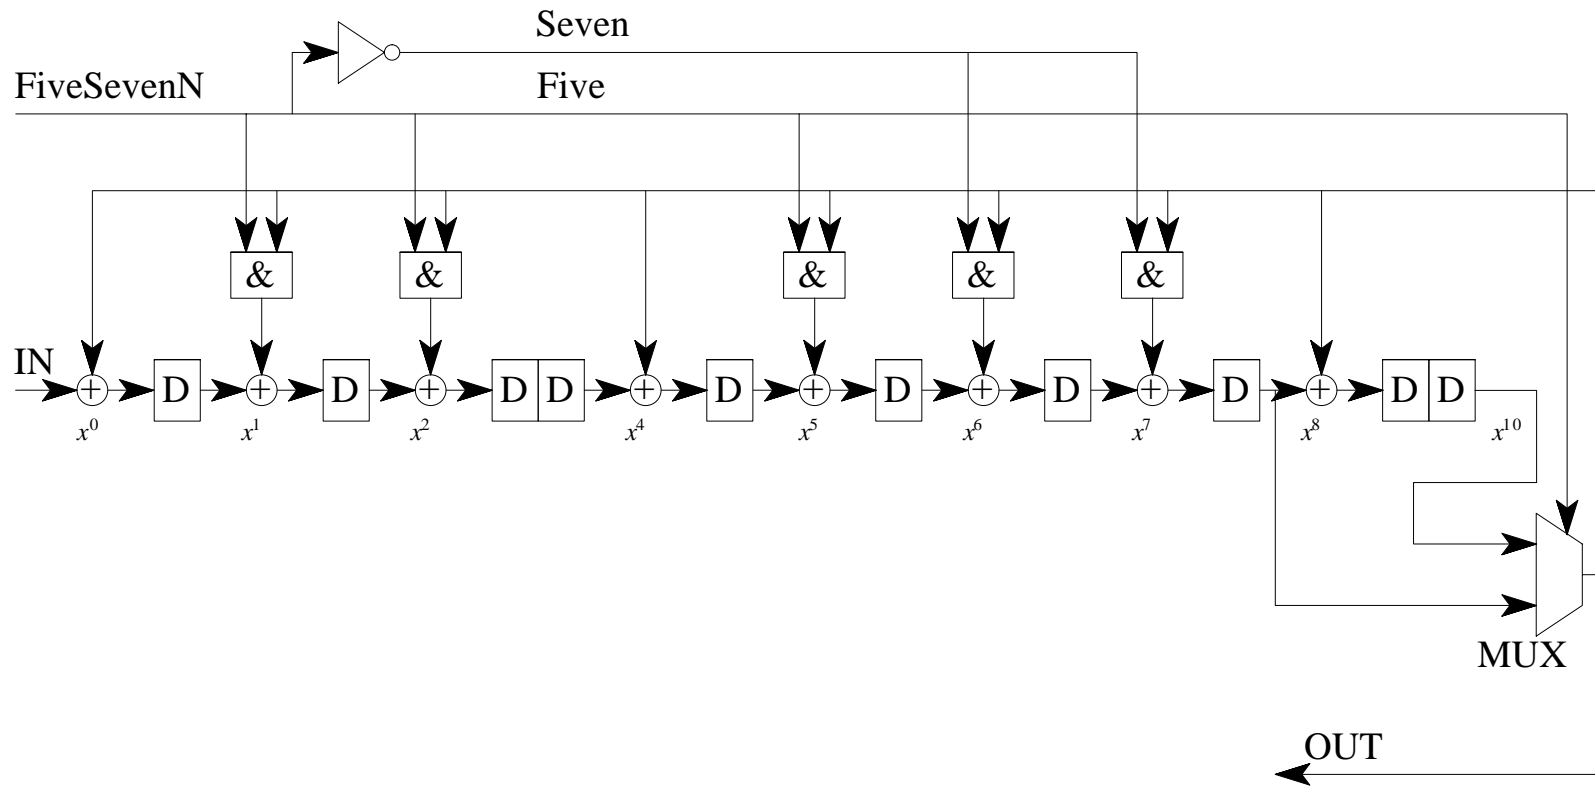 Seven
FiveSevenN Five
& & & & &
IN + D + D + D D + D + D + D + D + D D
x⁰ x¹ x² x⁴ x⁵ x⁶ x⁷ x⁸ x¹⁰
MUX
OUT